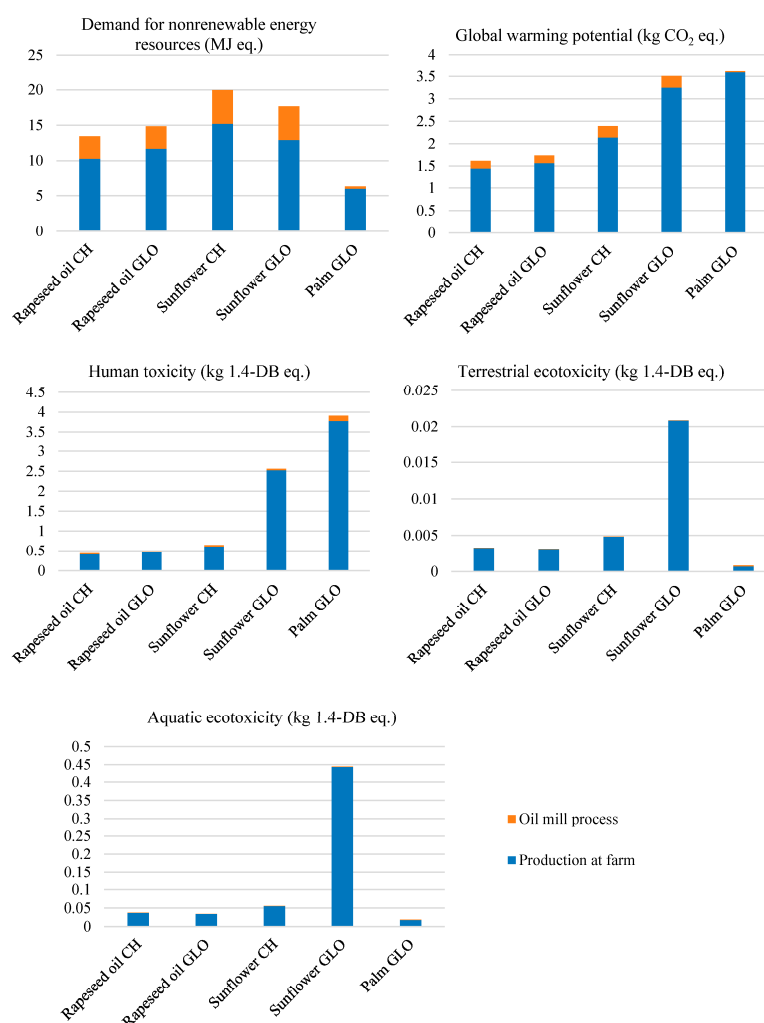 Demand for nonrenewable energy
resources (MJ eq.)
25
20
15
10
5
0
Rapeseed oil CH
Rapeseed oil GLO
Sunflower CH
Sunflower GLO
Palm GLO
Global warming potential (kg CO₂ eq.)
4
3.5
3
2.5
2
1.5
1
0.5
0
Rapeseed oil CH
Rapeseed oil GLO
Sunflower CH
Sunflower GLO
Palm GLO
Human toxicity (kg 1.4-DB eq.)
4.5
4
3.5
3
2.5
2
1.5
1
0.5
0
Rapeseed oil CH
Rapeseed oil GLO
Sunflower CH
Sunflower GLO
Palm GLO
Terrestrial ecotoxicity (kg 1.4-DB eq.)
0.025
0.02
0.015
0.01
0.005
0
Rapeseed oil CH
Rapeseed oil GLO
Sunflower CH
Sunflower GLO
Palm GLO
Aquatic ecotoxicity (kg 1.4-DB eq.)
0.5
0.45
0.4
0.35
0.3
0.25
0.2
0.15
0.1
0.05
0
Rapeseed oil CH
Rapeseed oil GLO
Sunflower CH
Sunflower GLO
Palm GLO
Oil mill process
Production at farm